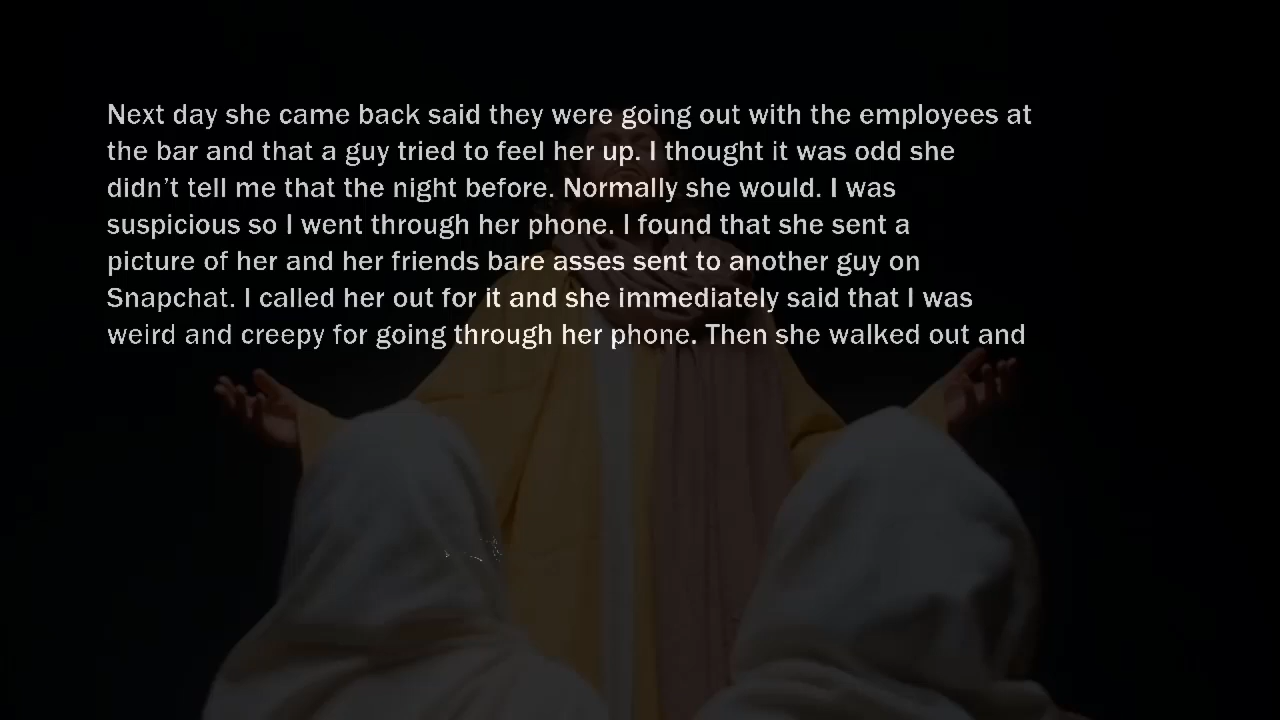 Next day she came back said they were going out with the employees at
the bar and that a guy tried to feel her up. I thought it was odd she
didn’t tell me that the night before. Normally she would. I was
suspicious so I went through her phone. I found that she sent a
picture of her and her friends bare asses sent to another guy on
Snapchat. I called her out for it and she immediately said that I was
weird and creepy for going through her phone. Then she walked out and